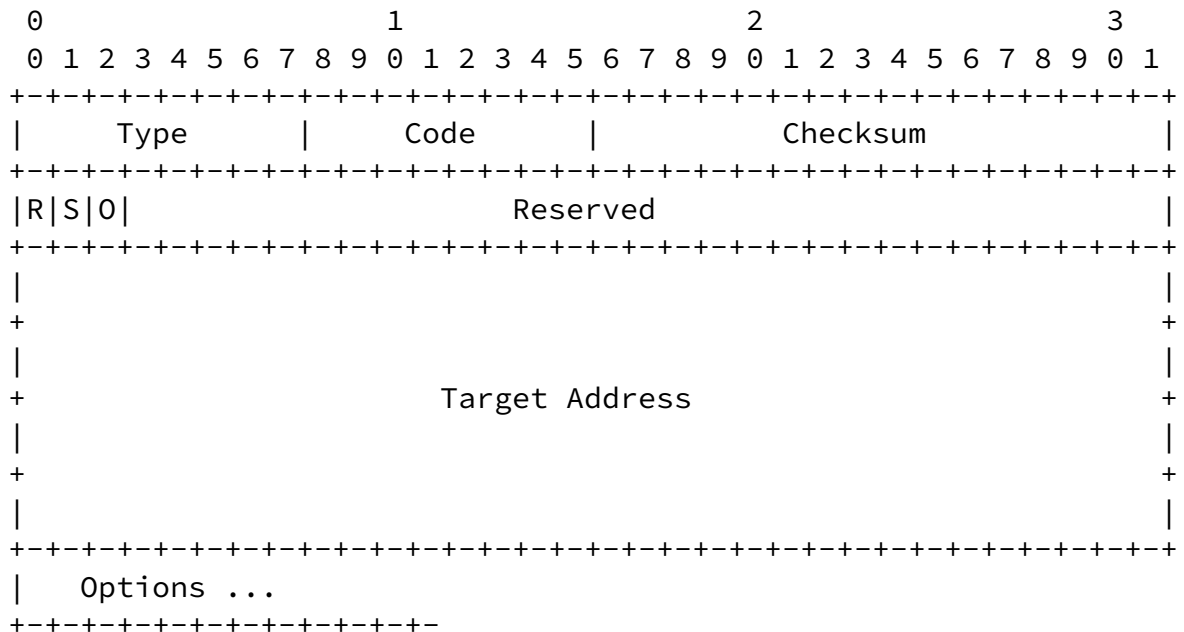 0                   1                   2                   3
 0 1 2 3 4 5 6 7 8 9 0 1 2 3 4 5 6 7 8 9 0 1 2 3 4 5 6 7 8 9 0 1
+-+-+-+-+-+-+-+-+-+-+-+-+-+-+-+-+-+-+-+-+-+-+-+-+-+-+-+-+-+-+-+-+
|     Type      |     Code      |          Checksum             |
+-+-+-+-+-+-+-+-+-+-+-+-+-+-+-+-+-+-+-+-+-+-+-+-+-+-+-+-+-+-+-+-+
|R|S|O|                     Reserved                            |
+-+-+-+-+-+-+-+-+-+-+-+-+-+-+-+-+-+-+-+-+-+-+-+-+-+-+-+-+-+-+-+-+
|                                                               |
+                                                               +
|                                                               |
+                       Target Address                          +
|                                                               |
+                                                               +
|                                                               |
+-+-+-+-+-+-+-+-+-+-+-+-+-+-+-+-+-+-+-+-+-+-+-+-+-+-+-+-+-+-+-+-+
|   Options ...
+-+-+-+-+-+-+-+-+-+-+-+-